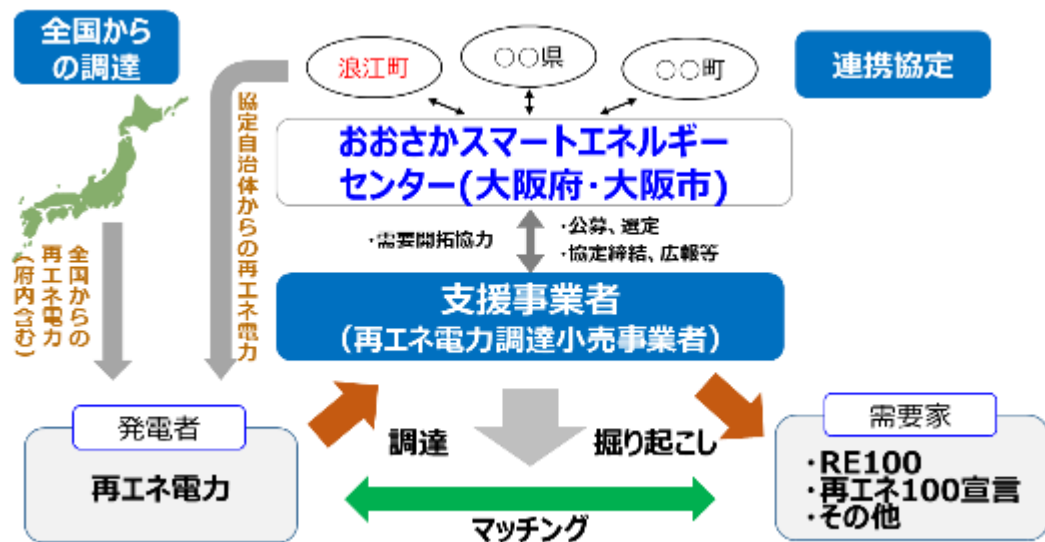 全国から
の調達
浪江町
○○県
○○町
連携協定
おおさかスマートエネルギー
センター(大阪府・大阪市)
・需要開拓協力
・公募、選定
・協定締結、広報等
協定自治体からの再エネ電力
全国からの
再エネ電力
(府内含む)
支援事業者
(再エネ電力調達小売事業者)
発電者
再エネ電力
調達
掘り起こし
マッチング
需要家
・RE100
・再エネ100宣言
・その他